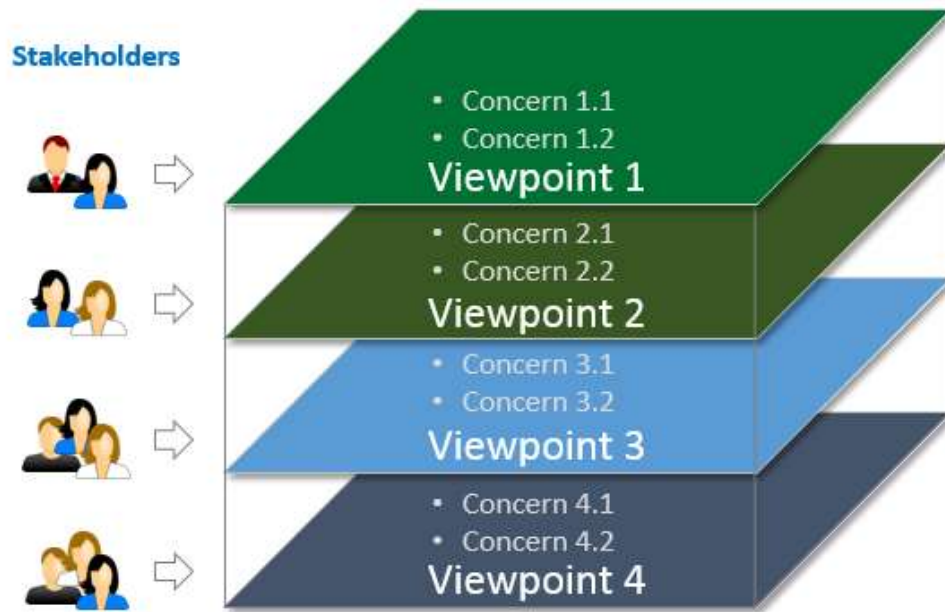 Stakeholders
• Concern 1.1
• Concern 1.2
Viewpoint 1
• Concern 2.1
• Concern 2.2
Viewpoint 2
• Concern 3.1
• Concern 3.2
Viewpoint 3
• Concern 4.1
• Concern 4.2
Viewpoint 4